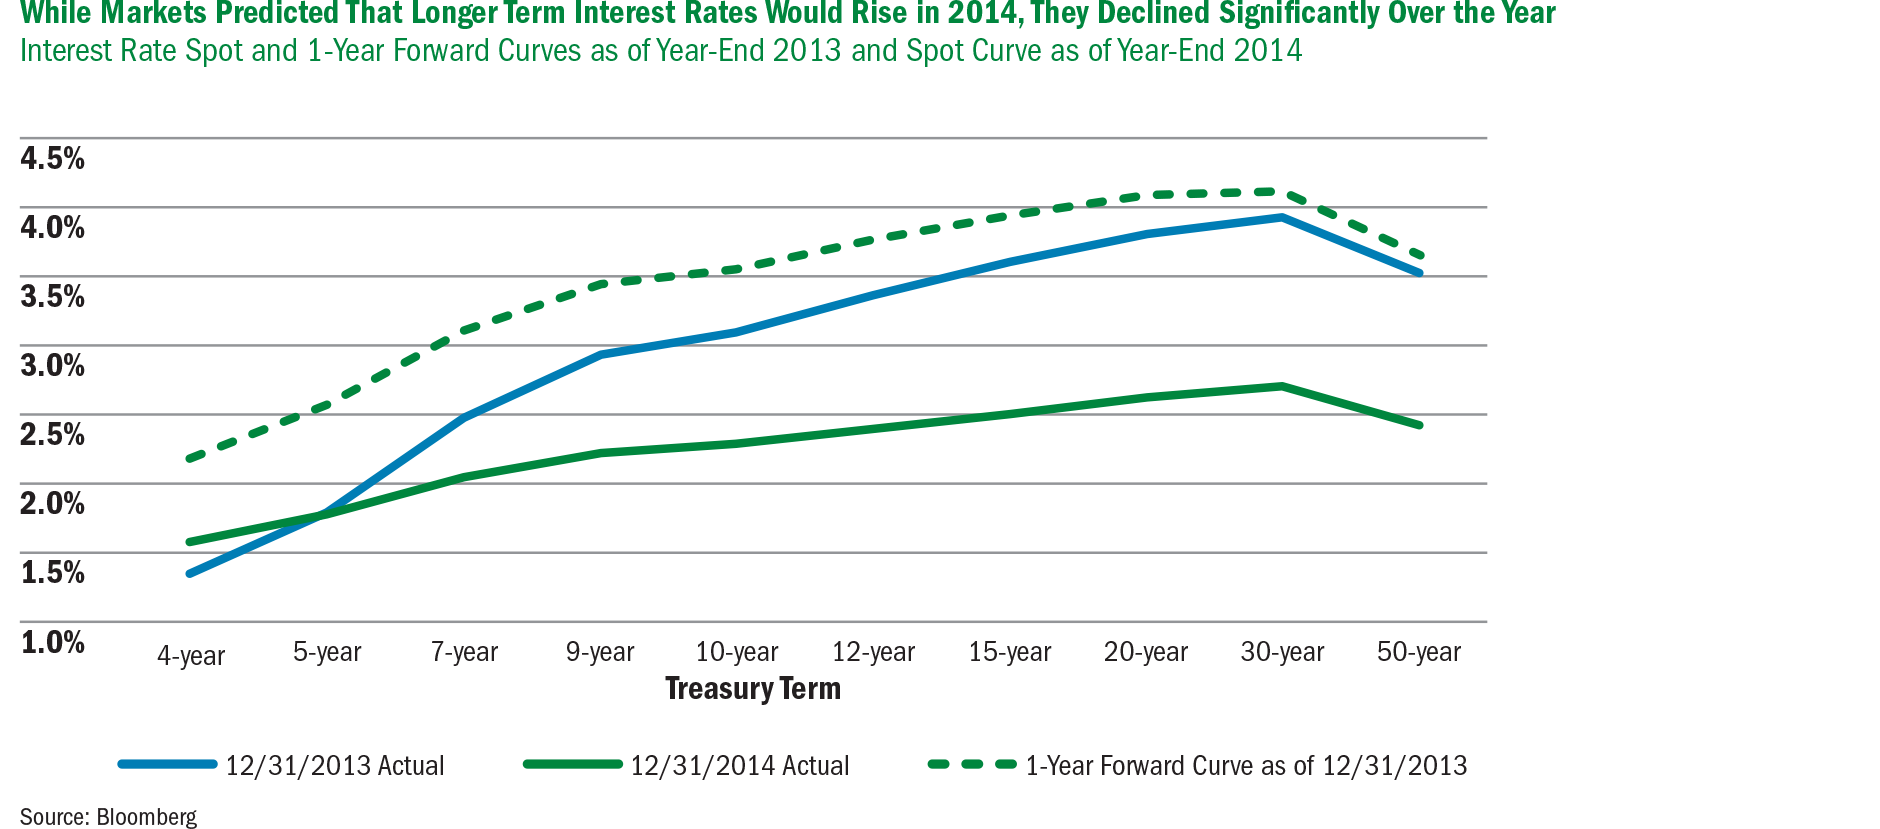 While Markets Predicted That Longer Term Interest Rates Would Rise in 2014, They Declined Significantly Over the Year
Interest Rate Spot and 1-Year Forward Curves as of Year-End 2013 and Spot Curve as of Year-End 2014
4.5%
4.0%
3.5%
3.0%
2.5%
2.0%
1.5%
1.0%
4-year 5-year 7-year 9-year 10-year 12-year 15-year 20-year 30-year 50-year
Treasury Term
12/31/2013 Actual 12/31/2014 Actual 1-Year Forward Curve as of 12/31/2013
Source: Bloomberg